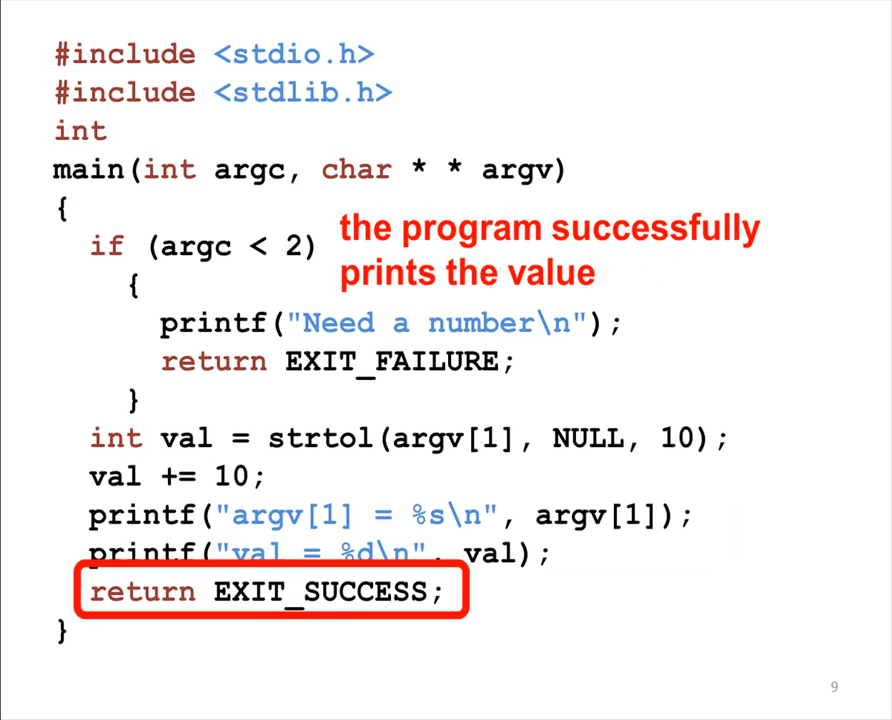 #include <stdio.h>
#include <stdlib.h>
int
main(int argc, char * * argv)
{
if (argc < 2)
the program successfully
prints the value
{
printf("Need a number\n");
return EXIT_FAILURE;
}
int val = strtol(argv[1], NULL, 10);
val += 10;
printf("argv[1] = %s\n", argv[1]);
printf("val = %d\n", val);
return EXIT_SUCCESS;
}
9